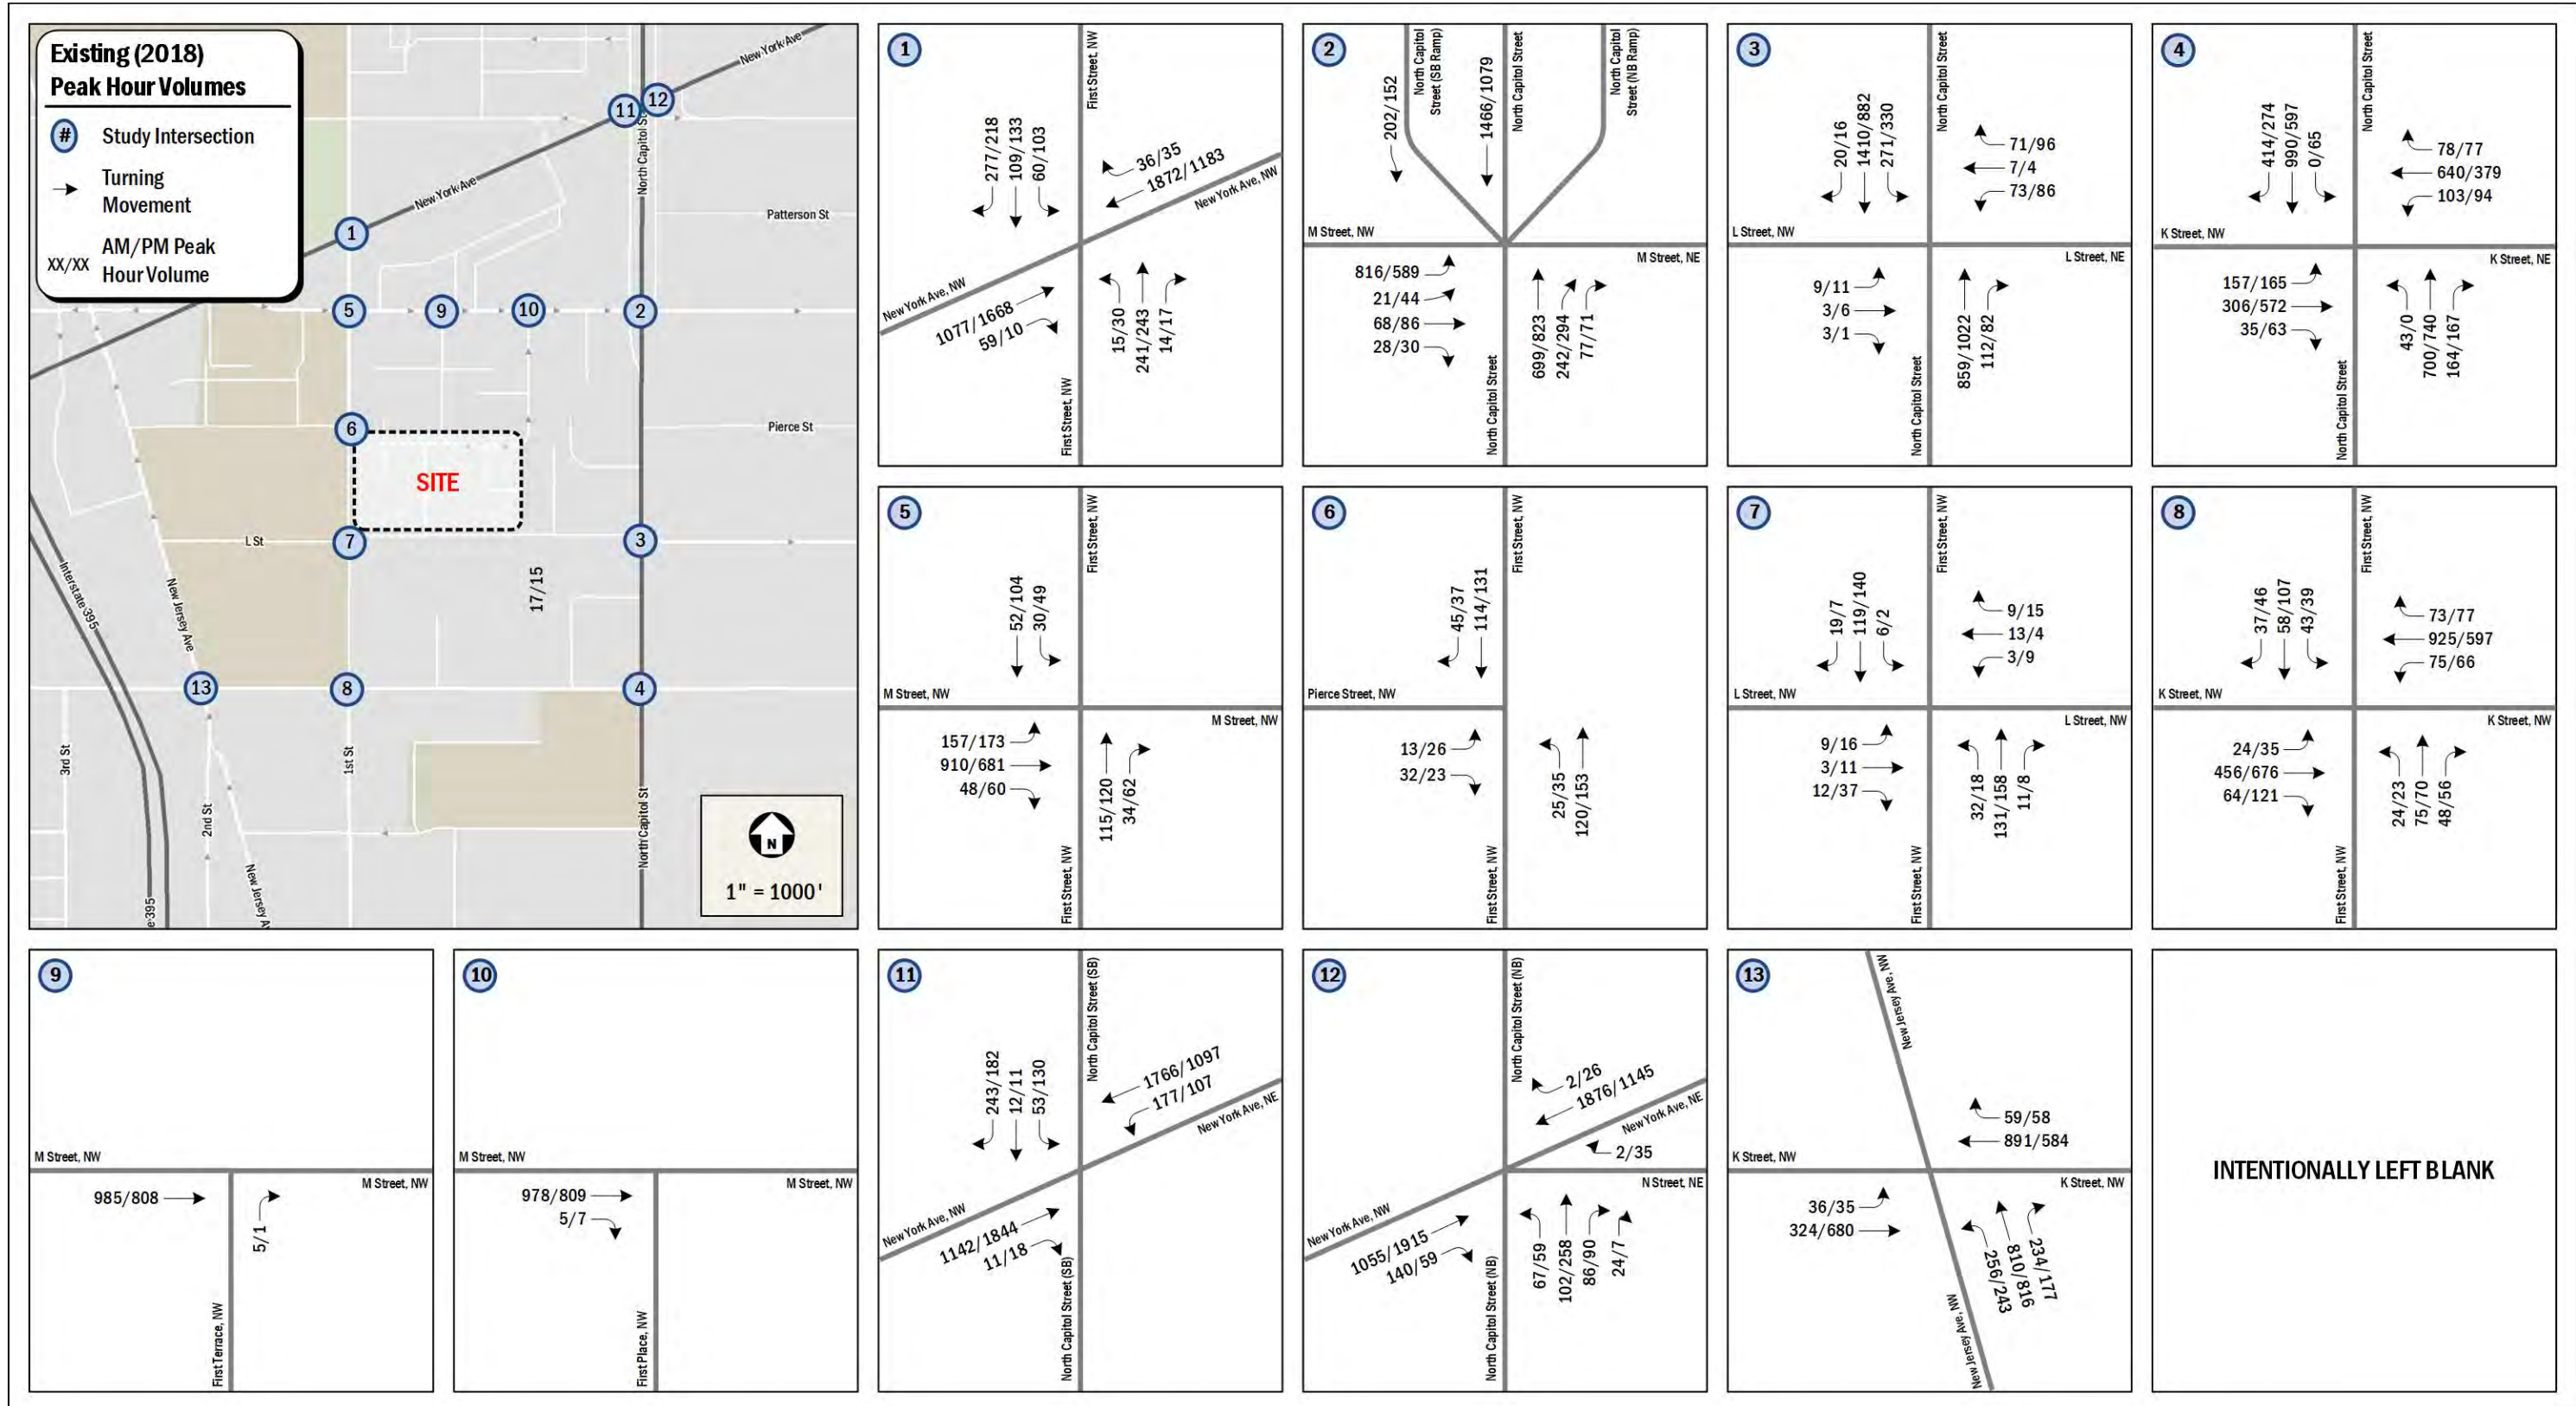 Existing (2018)
Peak Hour Volumes
#
Study Intersection
Turning
Movement
XX/XX
AM/PM Peak
Hour Volume
New York Ave
New York Ave
North Capitol St
Patterson St
Pierce St
SITE
L St
17/15
Interstate 395
New Jersey Ave
3rd St
2nd St
1st St
North Capitol St
New Jersey Av
e 395
N
1" = 1000'
1
2
3
4
5
6
7
8
9
10
11
12
13
1
First Street, NW
277/218
109/133
60/103
36/35
1872/1183
New York Ave, NW
New York Ave, NW
1077/1668
59/10
15/30
241/243
14/17
First Street, NW
2
North Capitol
Street (SB Ramp)
North Capitol Street
North Capitol
Street (NB Ramp)
202/152
1466/1079
M Street, NW
M Street, NE
816/589
21/44
68/86
28/30
699/823
242/294
77/71
North Capitol Street
3
North Capitol Street
20/16
1410/882
271/330
71/96
7/4
73/86
L Street, NW
L Street, NE
9/11
3/6
3/1
859/1022
112/82
North Capitol Street
4
North Capitol Street
414/274
990/597
0/65
78/77
640/379
103/94
K Street, NW
K Street, NE
157/165
306/572
35/63
43/0
700/740
164/167
North Capitol Street
5
First Street, NW
52/104
30/49
M Street, NW
M Street, NW
157/173
910/681
48/60
115/120
34/62
First Street, NW
6
First Street, NW
45/37
114/131
Pierce Street, NW
13/26
32/23
25/35
120/153
First Street, NW
7
First Street, NW
19/7
119/140
6/2
9/15
13/4
3/9
L Street, NW
L Street, NW
9/16
3/11
12/37
32/18
131/158
11/8
First Street, NW
8
First Street, NW
37/46
58/107
43/39
73/77
925/597
75/66
K Street, NW
K Street, NW
24/35
456/676
64/121
24/23
75/70
48/56
First Street, NW
9
M Street, NW
M Street, NW
985/808
5/1
First Terrace, NW
10
M Street, NW
M Street, NW
978/809
5/7
First Place, NW
11
North Capitol Street (SB)
243/182
12/11
53/130
1766/1097
177/107
New York Ave, NE
New York Ave, NW
1142/1844
11/18
North Capitol Street (SB)
12
North Capitol Street (NB)
2/26
1876/1145
New York Ave, NE
2/35
N Street, NE
New York Ave, NW
1055/1915
140/59
67/59
102/258
86/90
24/7
North Capitol Street (NB)
13
New Jersay Ave, NW
59/58
891/584
K Street, NW
K Street, NW
36/35
324/680
256/243
810/816
234/177
New Jersay Ave, NW
INTENTIONALLY LEFT BLANK